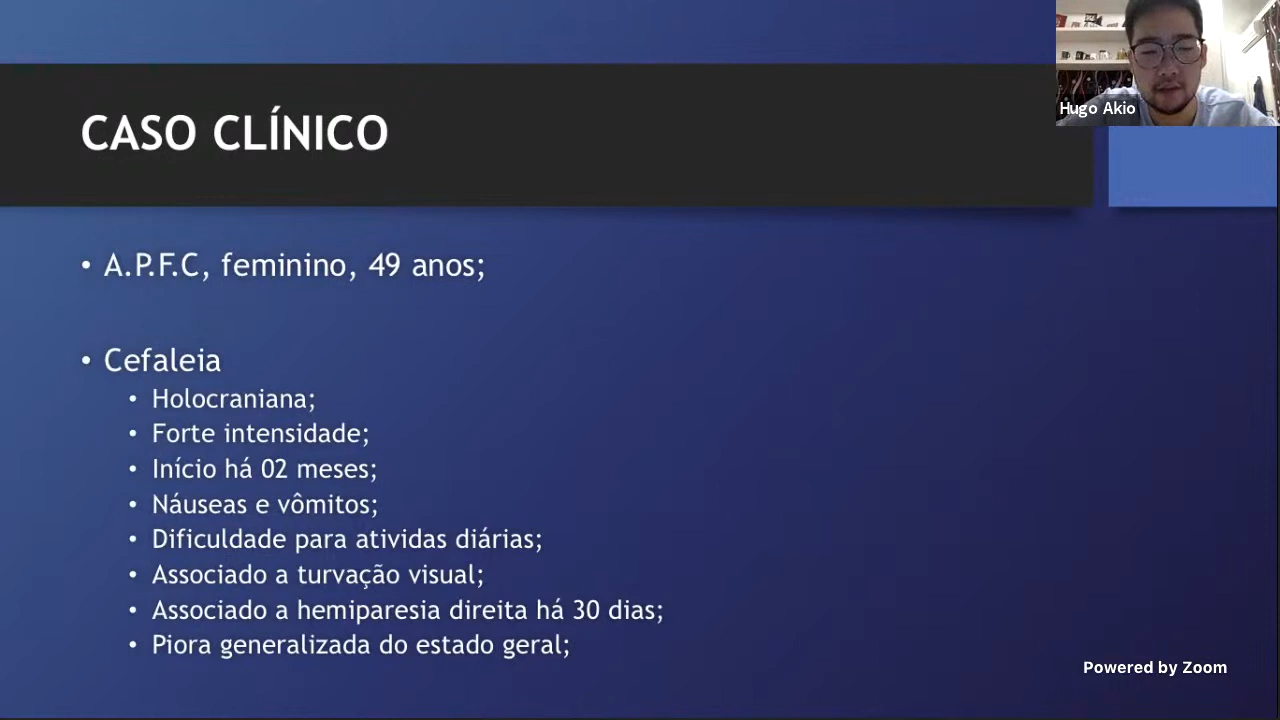 Hugo Akio
CASO CLÍNICO
• A.P.F.C, feminino, 49 anos;
• Cefaleia
• Holocraniana;
• Forte intensidade;
• Início há 02 meses;
• Náuseas e vômitos;
• Dificuldade para atividas diárias;
• Associado a turvação visual;
• Associado a hemiparesia direita há 30 dias;
• Piora generalizada do estado geral;
Powered by Zoom